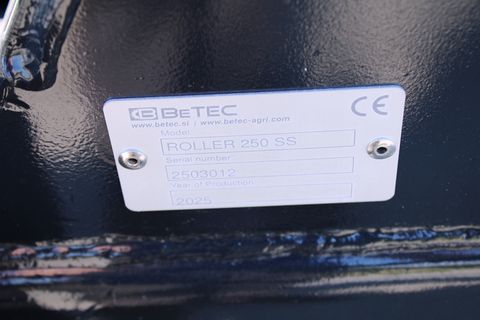 BETEC CE
www.betec.si / www.betec-agri.com
Model
ROLLER 250 SS
Serial number
2503012
Year of Production
2025